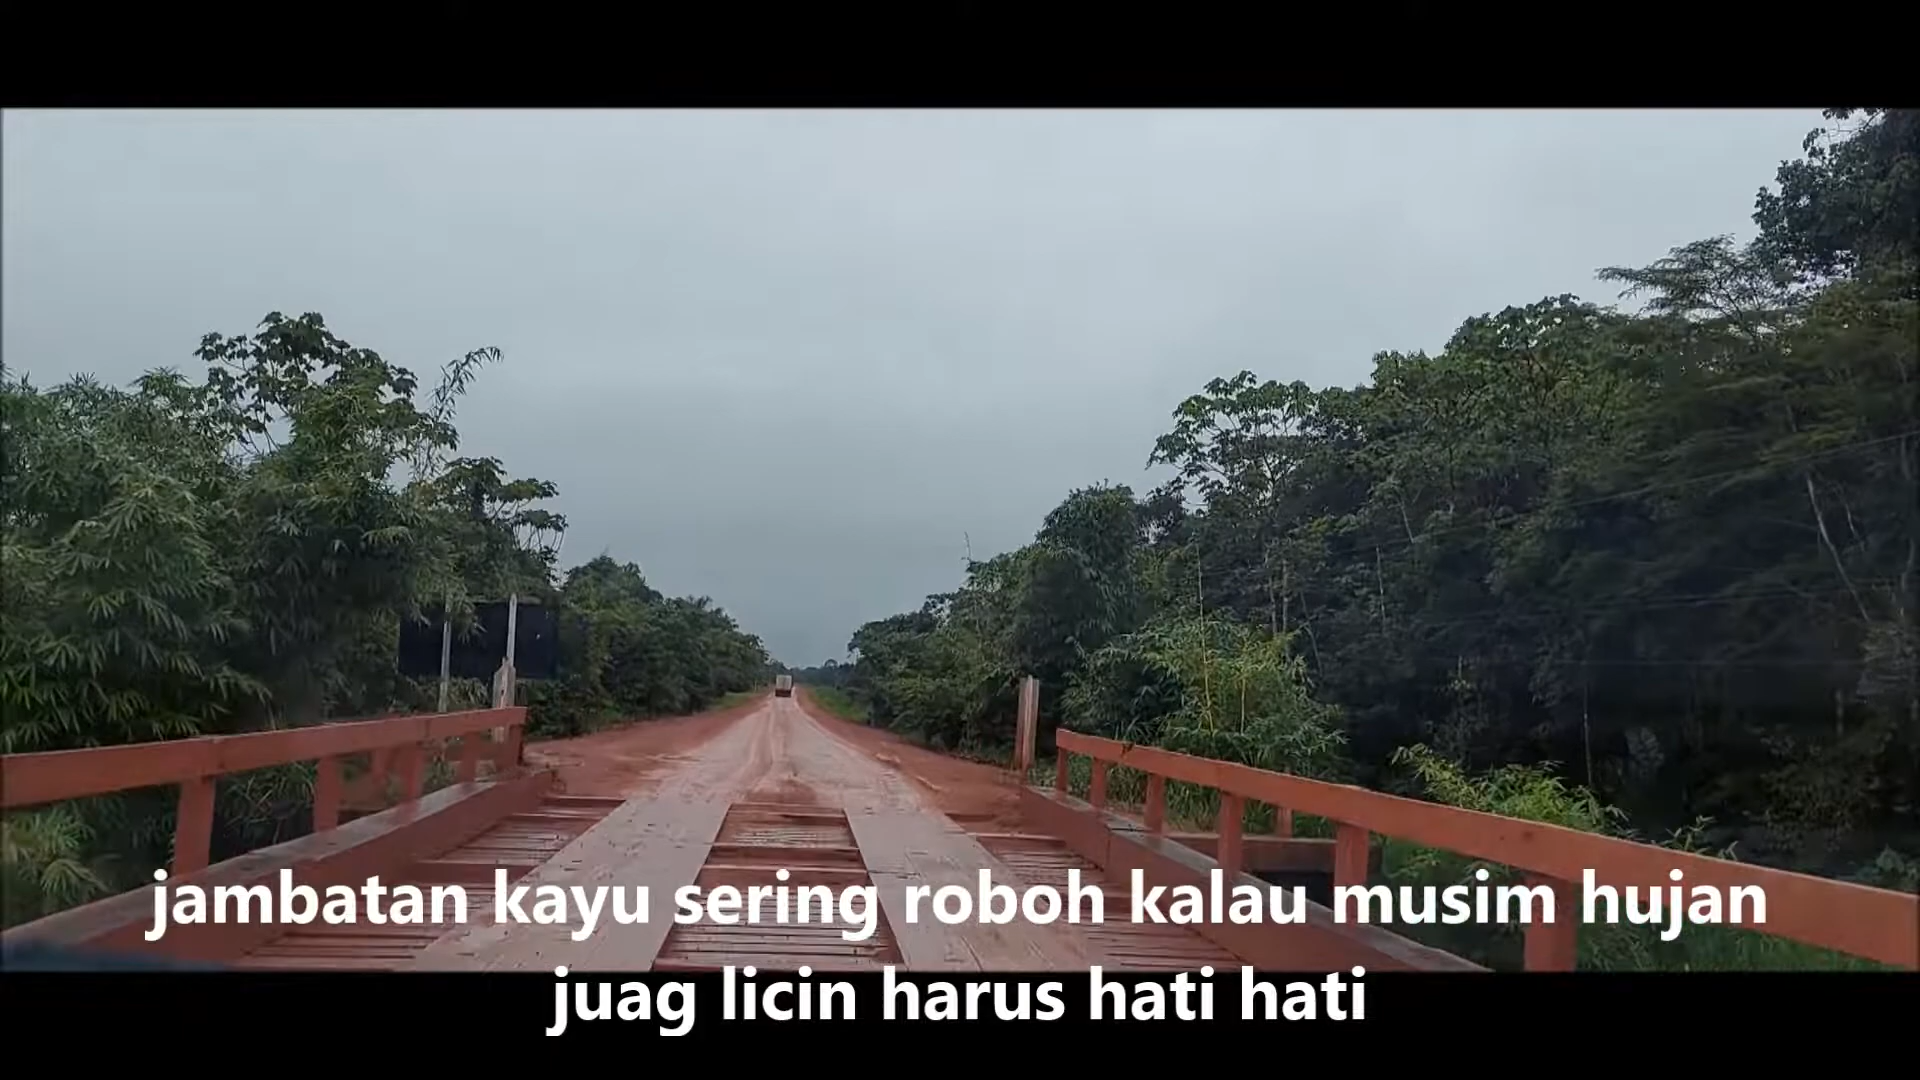 jambatan kayu sering roboh kalau musim hujan
juag licin harus hati hati